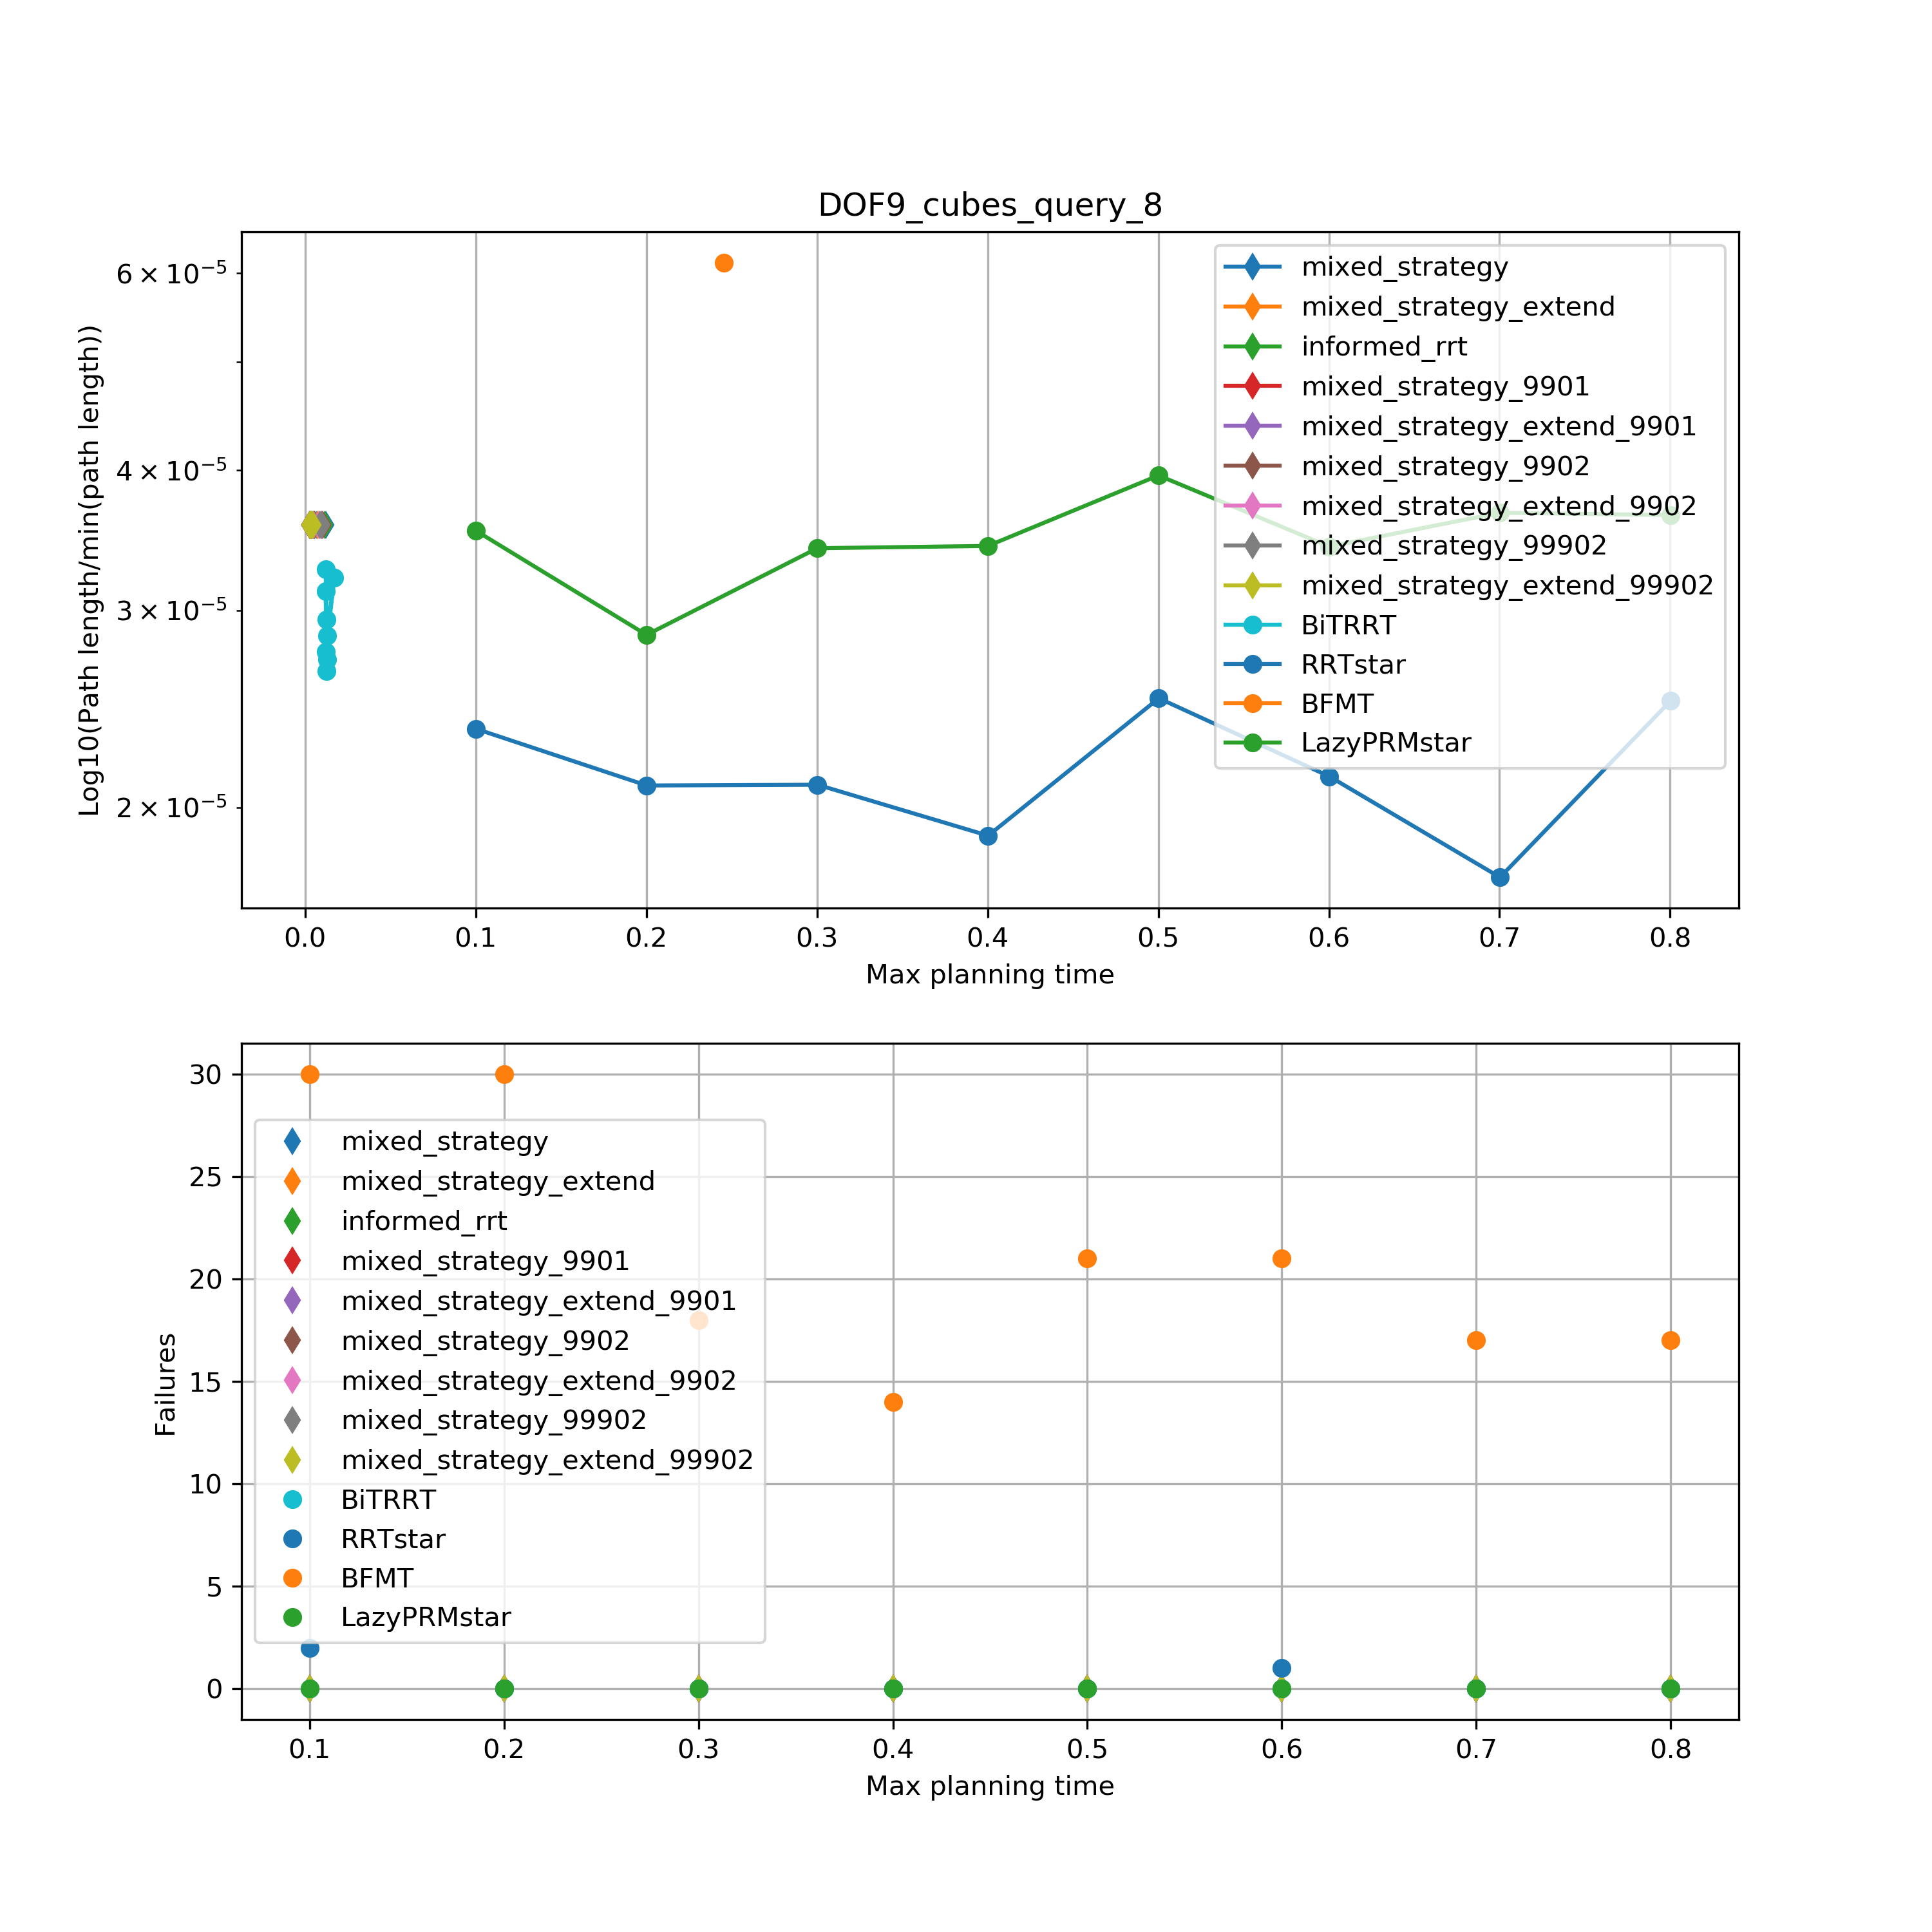 DOF9_cubes_query_8
Log10(Path length/min(path length))
6 × 10⁻⁵
4 × 10⁻⁵
3 × 10⁻⁵
2 × 10⁻⁵
mixed_strategy
mixed_strategy_extend
informed_rrt
mixed_strategy_9901
mixed_strategy_extend_9901
mixed_strategy_9902
mixed_strategy_extend_9902
mixed_strategy_99902
mixed_strategy_extend_99902
BiTRRT
RRTstar
BFMT
LazyPRMstar
0.0 0.1 0.2 0.3 0.4 0.5 0.6 0.7 0.8
Max planning time
Failures
30
25
20
15
10
5
0
mixed_strategy
mixed_strategy_extend
informed_rrt
mixed_strategy_9901
mixed_strategy_extend_9901
mixed_strategy_9902
mixed_strategy_extend_9902
mixed_strategy_99902
mixed_strategy_extend_99902
BiTRRT
RRTstar
BFMT
LazyPRMstar
0.1 0.2 0.3 0.4 0.5 0.6 0.7 0.8
Max planning time